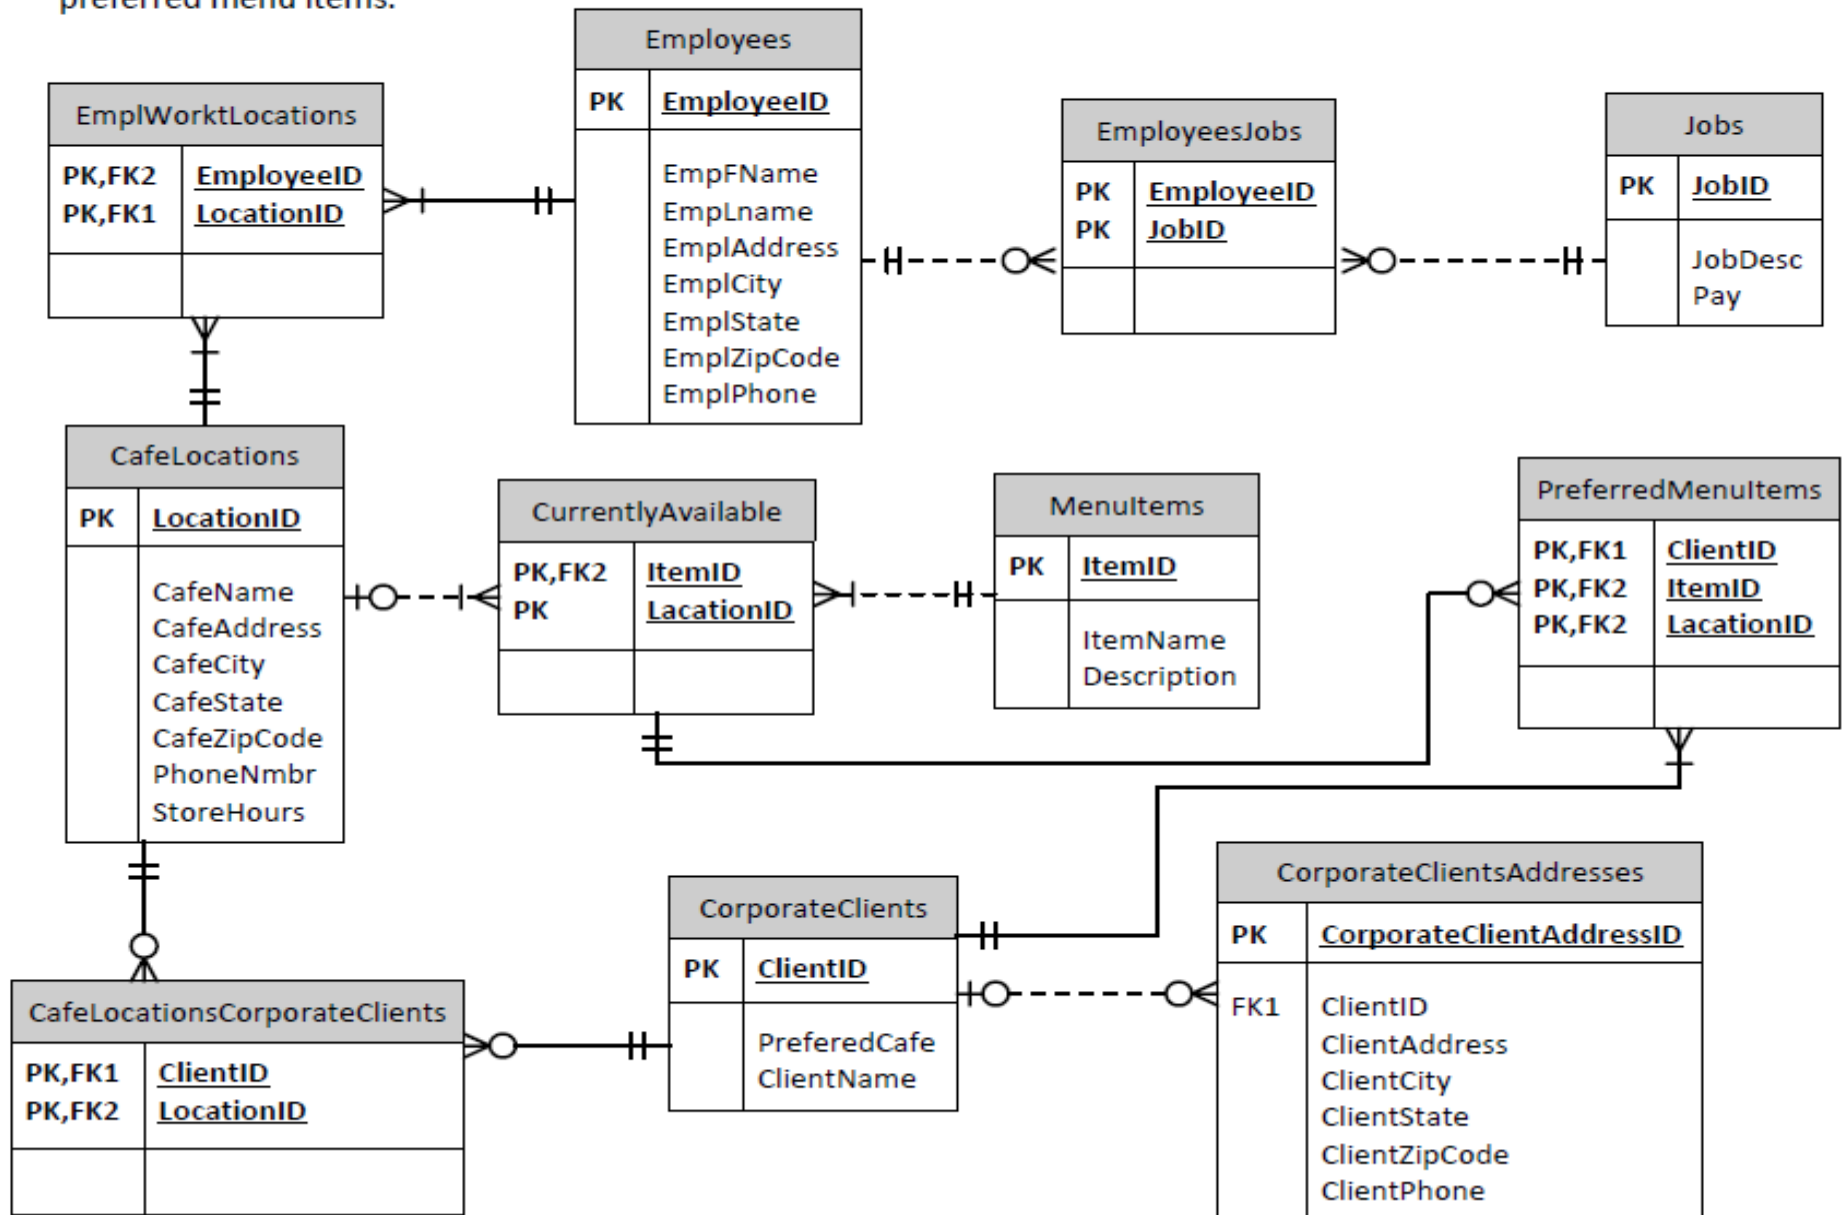 preferred menu items.
Employees
PK EmployeeID
EmpFName
EmpLname
EmplAddress
EmplCity
EmplState
EmplZipCode
EmplPhone
EmplWorktLocations
PK,FK2 EmployeeID
PK,FK1 LocationID
EmployeesJobs
PK EmployeeID
PK JobID
Jobs
PK JobID
JobDesc
Pay
CafeLocations
PK LocationID
CafeName
CafeAddress
CafeCity
CafeState
CafeZipCode
PhoneNmbr
StoreHours
CurrentlyAvailable
PK,FK2 ItemID
PK LacationID
MenuItems
PK ItemID
ItemName
Description
PreferredMenuItems
PK,FK1 ClientID
PK,FK2 ItemID
PK,FK2 LacationID
CafeLocationsCorporateClients
PK,FK1 ClientID
PK,FK2 LocationID
CorporateClients
PK ClientID
PreferedCafe
ClientName
CorporateClientsAddresses
PK CorporateClientAddressID
FK1 ClientID
ClientAddress
ClientCity
ClientState
ClientZipCode
ClientPhone